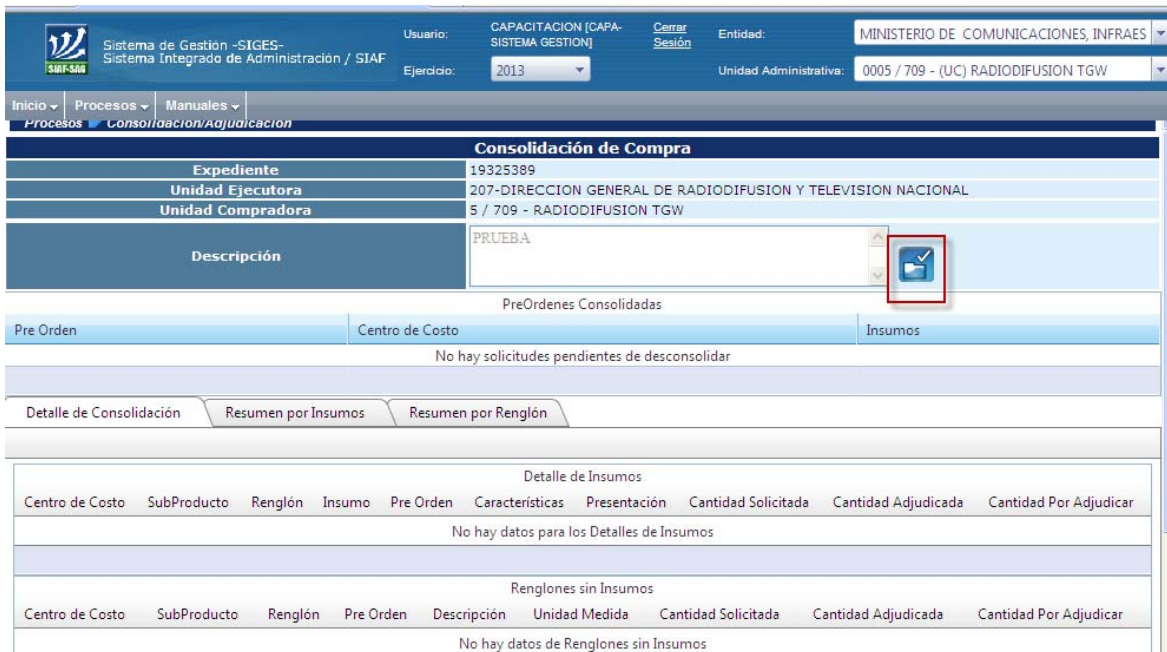 Usuario: CAPACITACION [CAPA-SISTEMA GESTION] Cerrar Sesión Entidad: MINISTERIO DE COMUNICACIONES, INFRAES
Sistema de Gestión -SIGES-
Sistema Integrado de Administración / SIAF
SIAF-SAG
Ejercicio: 2013 Unidad Administrativa: 0005 / 709 - (UC) RADIODIFUSION TGW
Inicio Procesos Manuales
Procesos Consolidacion/Adjudicacion
Consolidación de Compra
Expediente 19325389
Unidad Ejecutora 207-DIRECCION GENERAL DE RADIODIFUSION Y TELEVISION NACIONAL
Unidad Compradora 5 / 709 - RADIODIFUSION TGW
Descripción PRUEBA
PreOrdenes Consolidadas
Pre Orden Centro de Costo Insumos
No hay solicitudes pendientes de desconsolidar
Detalle de Consolidación Resumen por Insumos Resumen por Renglón
Detalle de Insumos
Centro de Costo SubProducto Renglón Insumo Pre Orden Características Presentación Cantidad Solicitada Cantidad Adjudicada Cantidad Por Adjudicar
No hay datos para los Detalles de Insumos
Renglones sin Insumos
Centro de Costo SubProducto Renglón Pre Orden Descripción Unidad Medida Cantidad Solicitada Cantidad Adjudicada Cantidad Por Adjudicar
No hay datos de Renglones sin Insumos